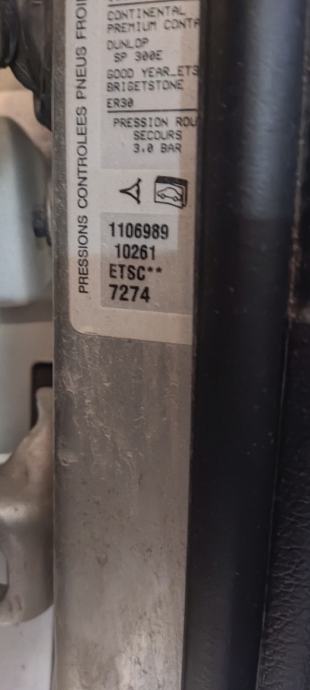 PRESSIONS CONTROLEES PNEUS FROI
CONTINENTAL
PREMIUM CONTA
DUNLOP
SP 300E
GOOD YEAR_ETS
BRIGETSTONE
ER30
PRESSION ROU
SECOURS
3.0 BAR
1106989
10261
ETSC**
7274